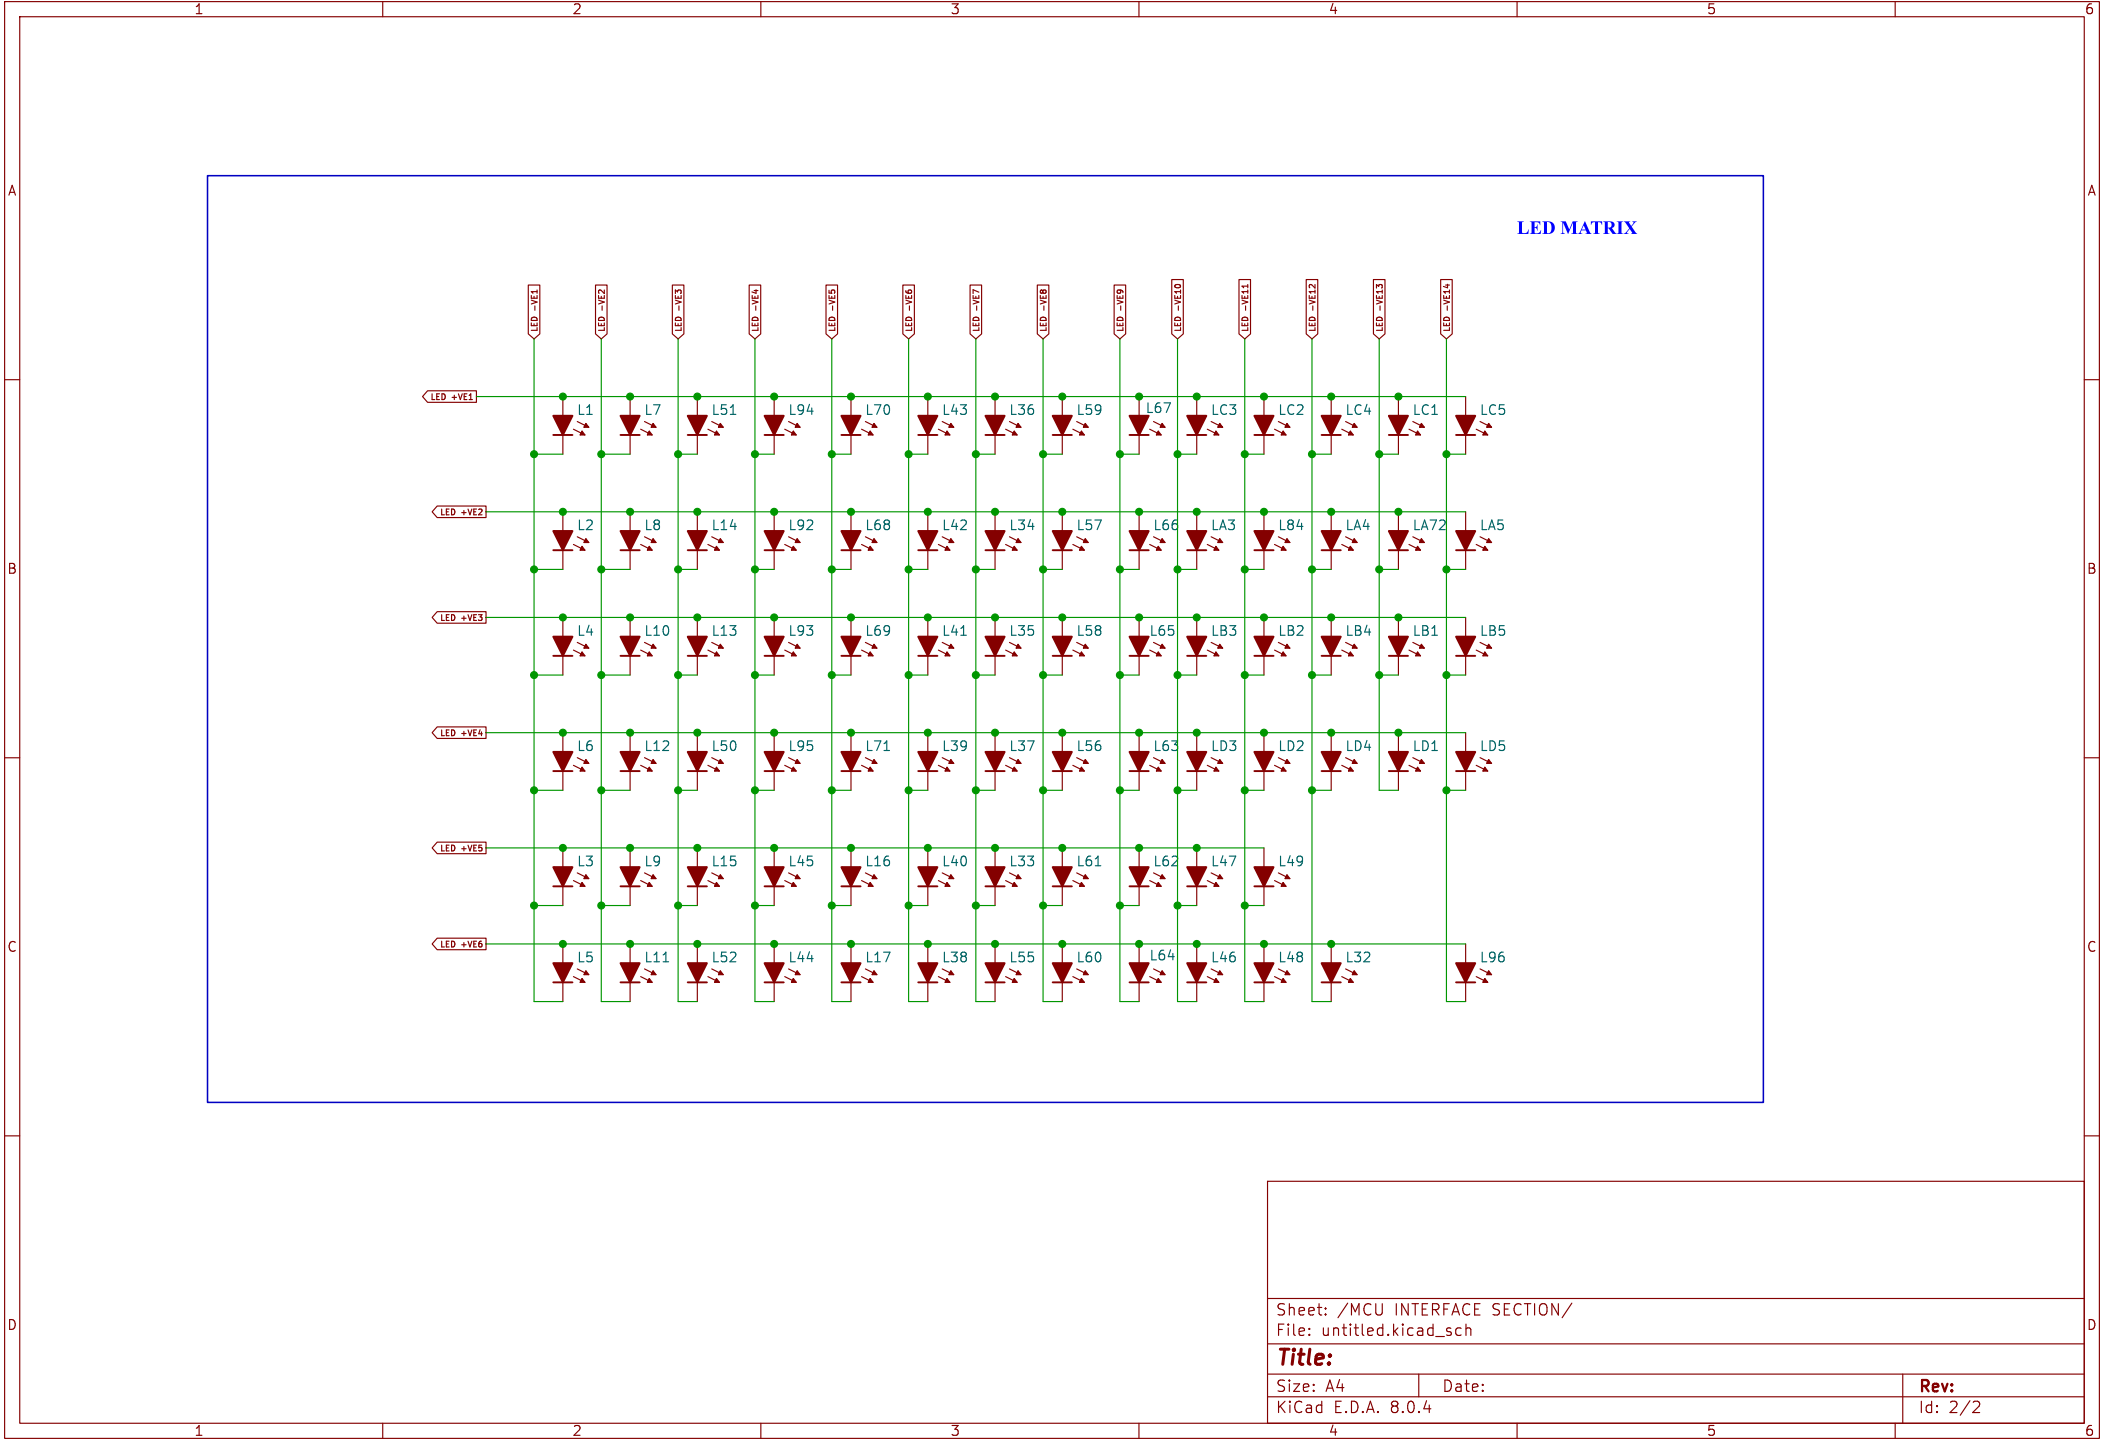 1 2 3 4 5 6
A A
LED MATRIX
LED -VE1 LED -VE2 LED -VE3 LED -VE4 LED -VE5 LED -VE6 LED -VE7 LED -VE8 LED -VE9 LED -VE10 LED -VE11 LED -VE12 LED -VE13 LED -VE14
LED +VE1
L1 L7 L51 L94 L70 L43 L36 L59 L67 LC3 LC2 LC4 LC1 LC5
LED +VE2
L2 L8 L14 L92 L68 L42 L34 L57 L66 LA3 L84 LA4 LA72 LA5
B B
LED +VE3
L4 L10 L13 L93 L69 L41 L35 L58 L65 LB3 LB2 LB4 LB1 LB5
LED +VE4
L6 L12 L50 L95 L71 L39 L37 L56 L63 LD3 LD2 LD4 LD1 LD5
LED +VE5
L3 L9 L15 L45 L16 L40 L33 L61 L62 L47 L49
C C
LED +VE6
L5 L11 L52 L44 L17 L38 L55 L60 L64 L46 L48 L32 L96
Sheet: /MCU INTERFACE SECTION/
D D
File: untitled.kicad_sch
Title:
Size: A4 Date: Rev:
KiCad E.D.A. 8.0.4 Id: 2/2
1 2 3 4 5 6